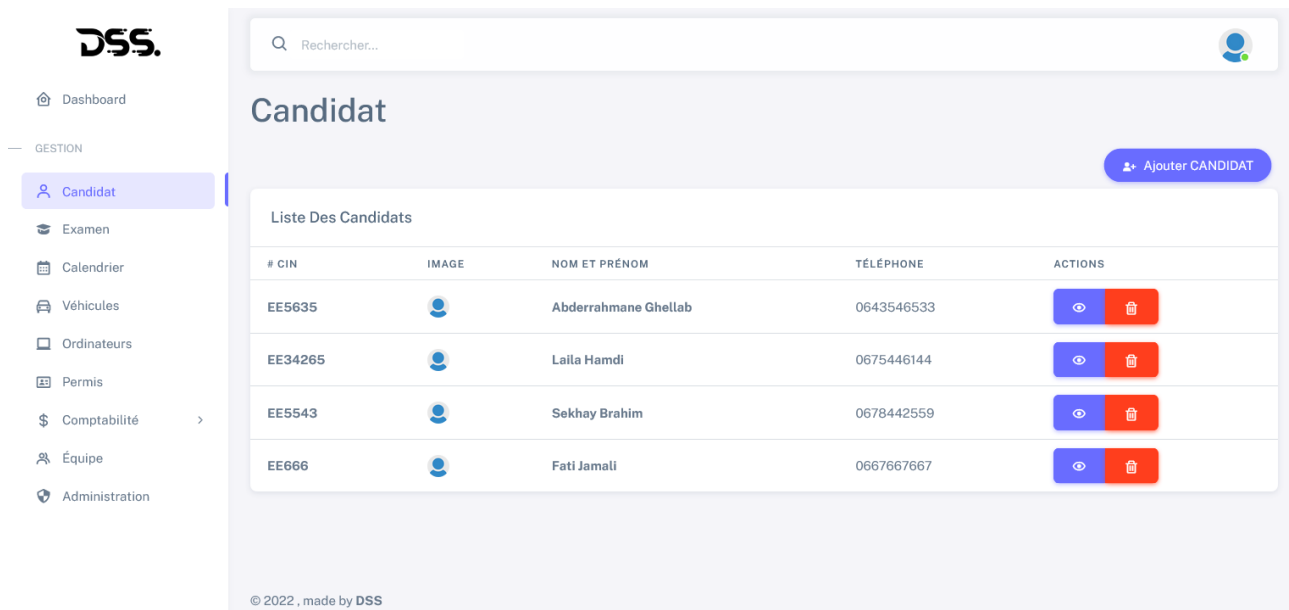 DSS.
Rechercher...
Dashboard
Candidat
GESTION
Ajouter CANDIDAT
Candidat
Liste Des Candidats
Examen
Calendrier
Véhicules
Ordinateurs
Permis
Comptabilité
Équipe
Administration
# CIN IMAGE NOM ET PRÉNOM TÉLÉPHONE ACTIONS
EE5635 Abderrahmane Ghellab 0643546533
EE34265 Laila Hamdi 0675446144
EE5543 Sekhay Brahim 0678442559
EE666 Fati Jamali 0667667667
© 2022 , made by DSS